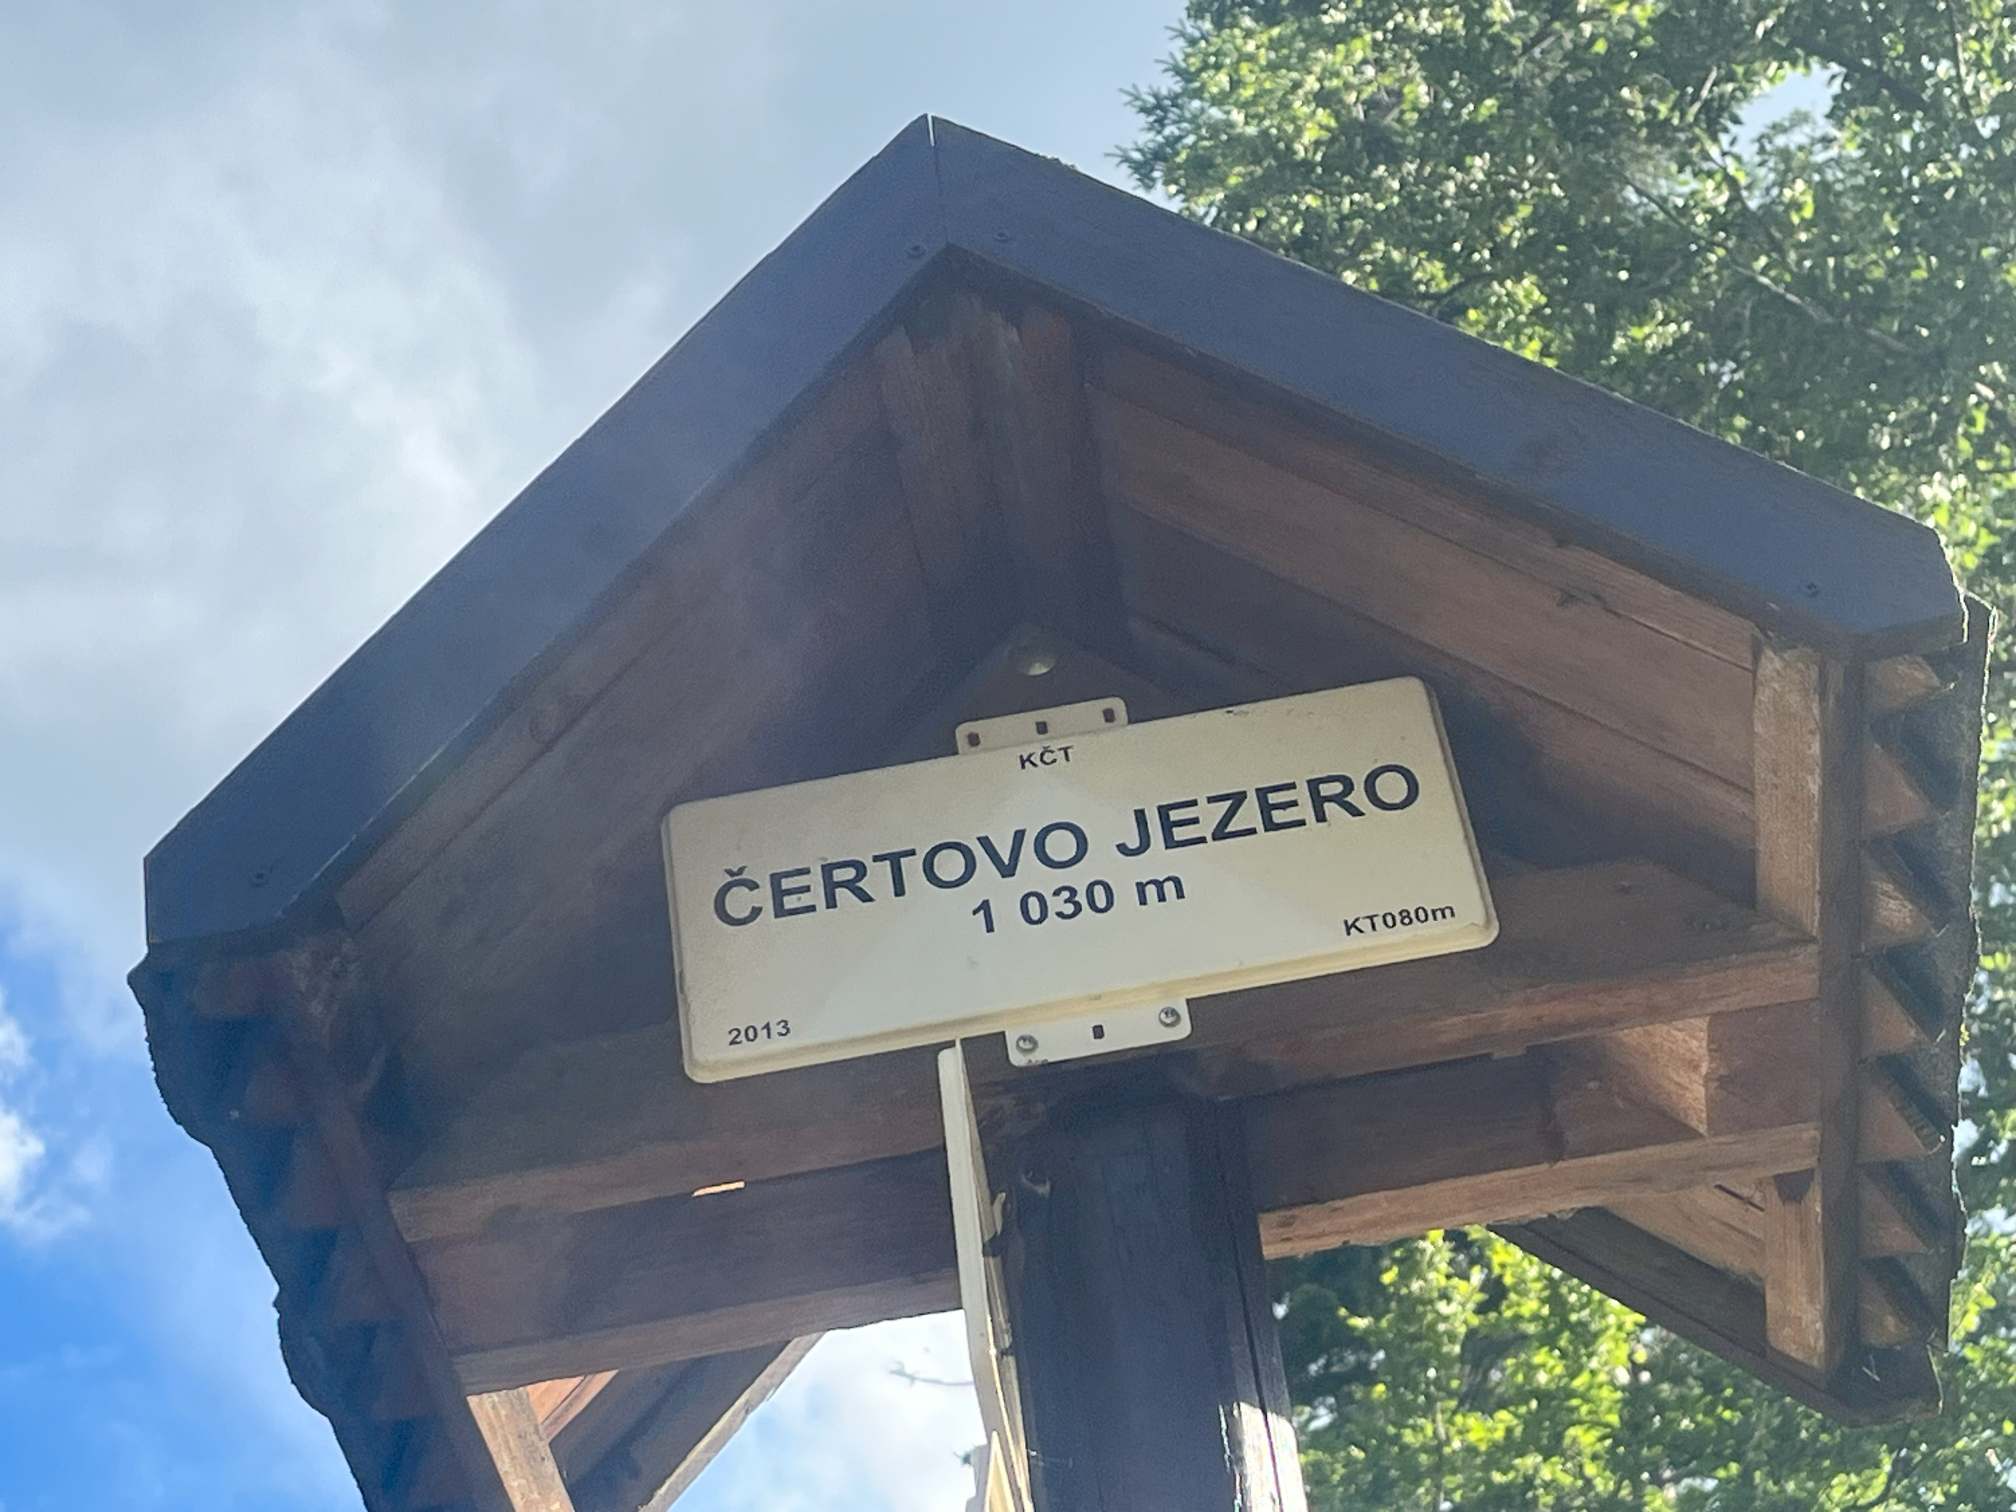 KČT
ČERTOVO JEZERO
1 030 m
KT080m
2013